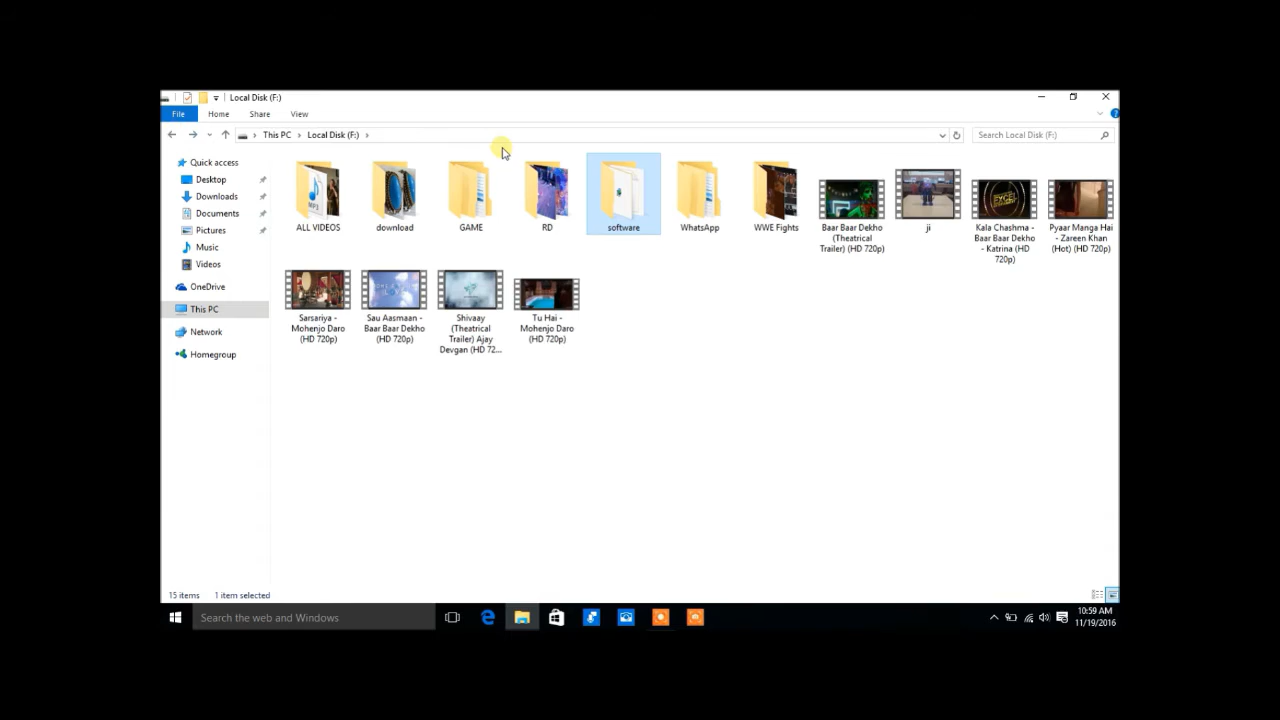 Local Disk (F:)
File Home Share View
This PC Local Disk (F:)
Search Local Disk (F:)
Quick access
Desktop
Downloads
Documents
Pictures
Music
Videos
OneDrive
This PC
Network
Homegroup
MP3
ALL VIDEOS
download
GAME
RD
software
WhatsApp
WWE Fights
Baar Baar Dekho
(Theatrical
Trailer) (HD 720p)
ji
Kala Chashma -
Baar Baar Dekho
- Katrina (HD
720p)
Pyaar Manga Hai
- Zareen Khan
(Hot) (HD 720p)
Sarsariya -
Mohenjo Daro
(HD 720p)
Sau Aasmaan -
Baar Baar Dekho
(HD 720p)
Shivaay
(Theatrical
Trailer) Ajay
Devgan (HD 72...
Tu Hai -
Mohenjo Daro
(HD 720p)
15 items 1 item selected
Search the web and Windows
10:59 AM
11/19/2016